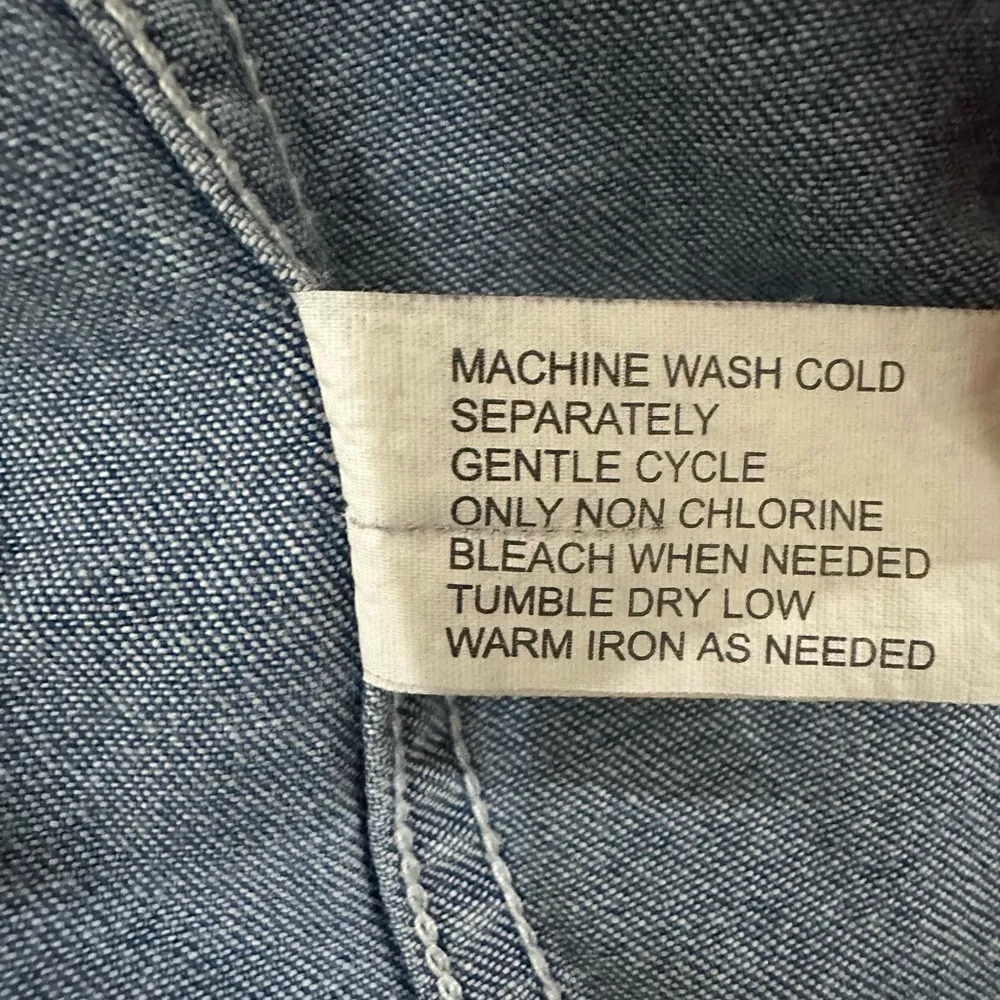 MACHINE WASH COLD
SEPARATELY
GENTLE CYCLE
ONLY NON CHLORINE
BLEACH WHEN NEEDED
TUMBLE DRY LOW
WARM IRON AS NEEDED